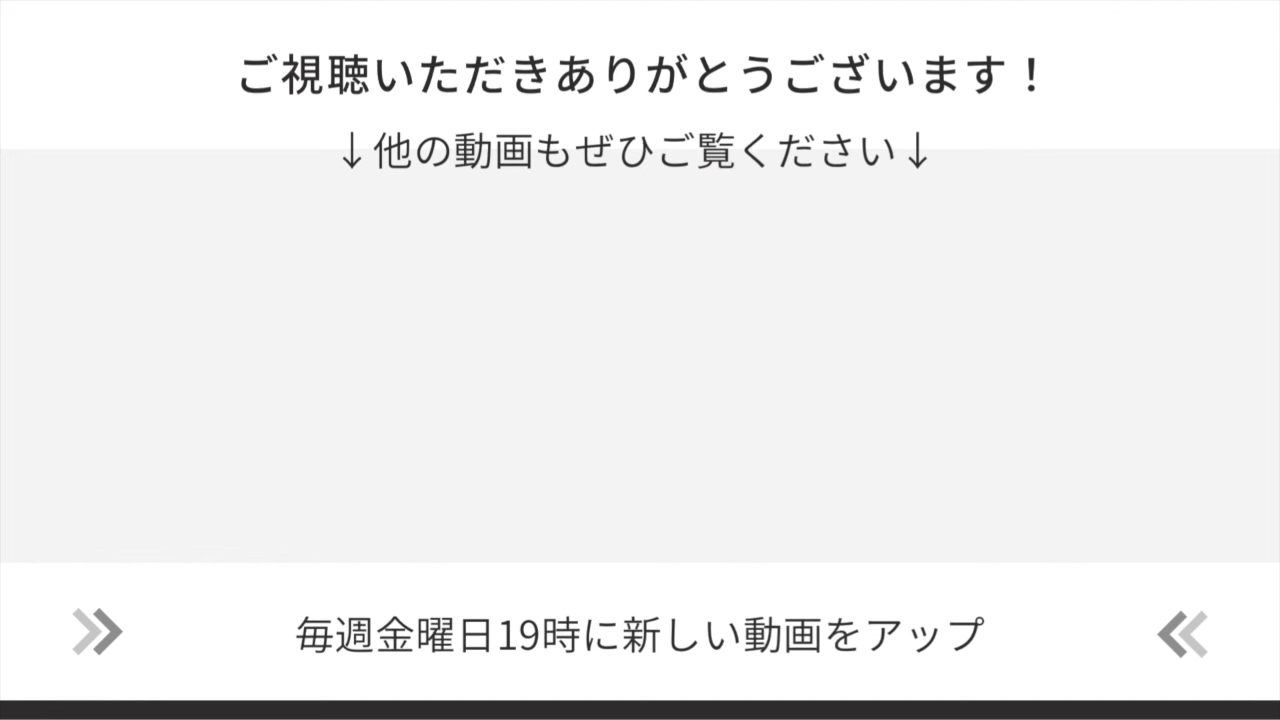 ご視聴いただきありがとうございます！
↓他の動画もぜひご覧ください↓
毎週金曜日19時に新しい動画をアップ